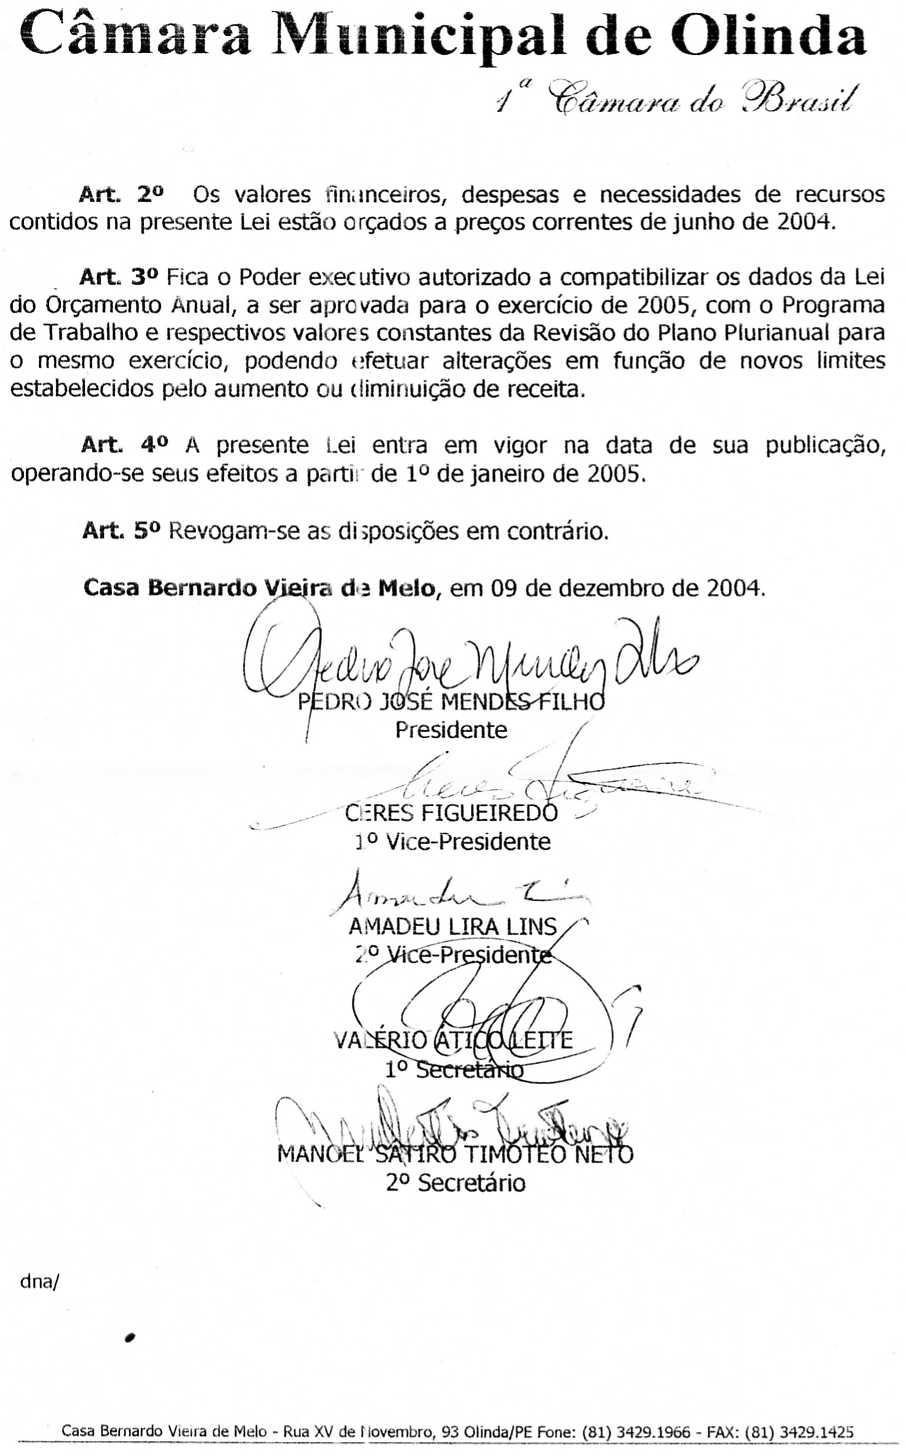 Câmara Municipal de Olinda
1ª Câmara do Brasil
Art. 2º Os valores financeiros, despesas e necessidades de recursos
contidos na presente Lei estão orçados a preços correntes de junho de 2004.
Art. 3º Fica o Poder executivo autorizado a compatibilizar os dados da Lei
do Orçamento Anual, a ser aprovada para o exercício de 2005, com o Programa
de Trabalho e respectivos valores constantes da Revisão do Plano Plurianual para
o mesmo exercício, podendo efetuar alterações em função de novos limites
estabelecidos pelo aumento ou diminuição de receita.
Art. 4º A presente Lei entra em vigor na data de sua publicação,
operando-se seus efeitos a partir de 1º de janeiro de 2005.
Art. 5º Revogam-se as disposições em contrário.
Casa Bernardo Vieira de Melo, em 09 de dezembro de 2004.
Pedro José Mendes Filho
PEDRO JOSÉ MENDES FILHO
Presidente
Ceres Figueiredo
CERES FIGUEIREDO
1º Vice-Presidente
Amadeu
AMADEU LIRA LINS
2º Vice-Presidente
VALÉRIO ÁTICO LEITE
1º Secretário
MANOEL SÁTIRO TIMÓTEO NETO
2º Secretário
dna/
Casa Bernardo Vieira de Melo - Rua XV de Novembro, 93 Olinda/PE Fone: (81) 3429.1966 - FAX: (81) 3429.1425